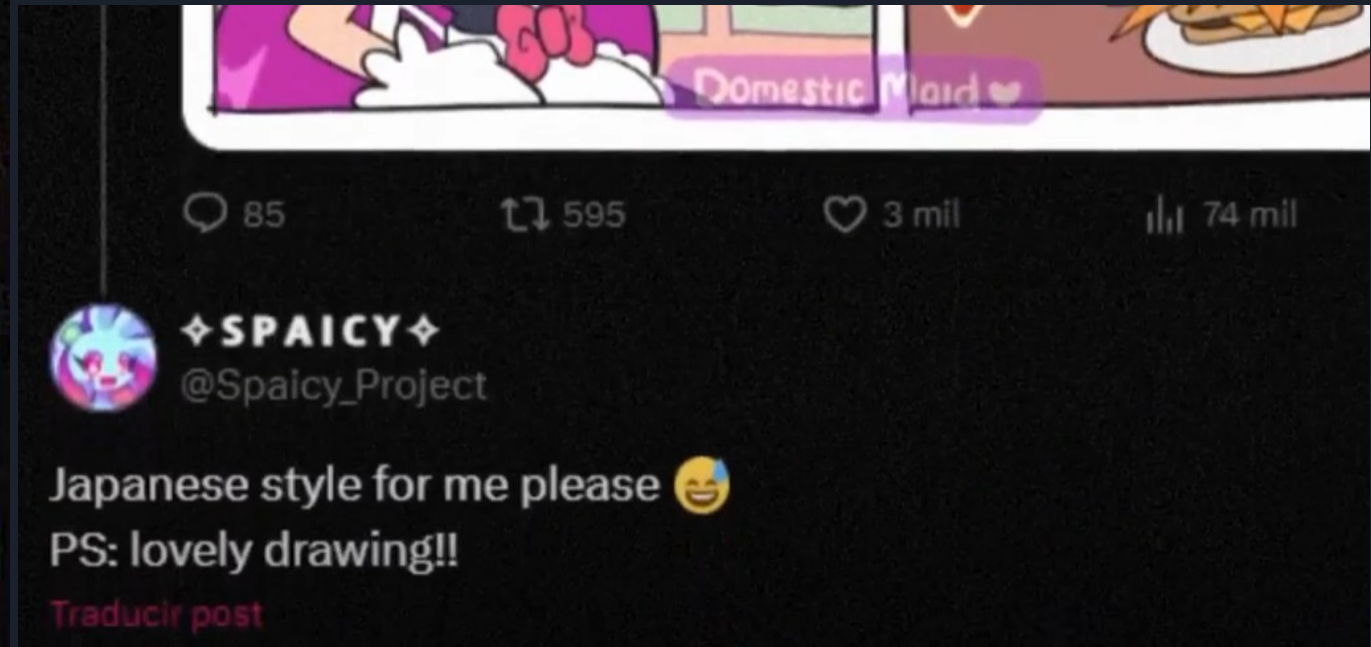 Domestic Maid ♥
85 595 3 mil 74 mil
✧SPAICY✧
@Spaicy_Project
Japanese style for me please 😅
PS: lovely drawing!!
Traducir post